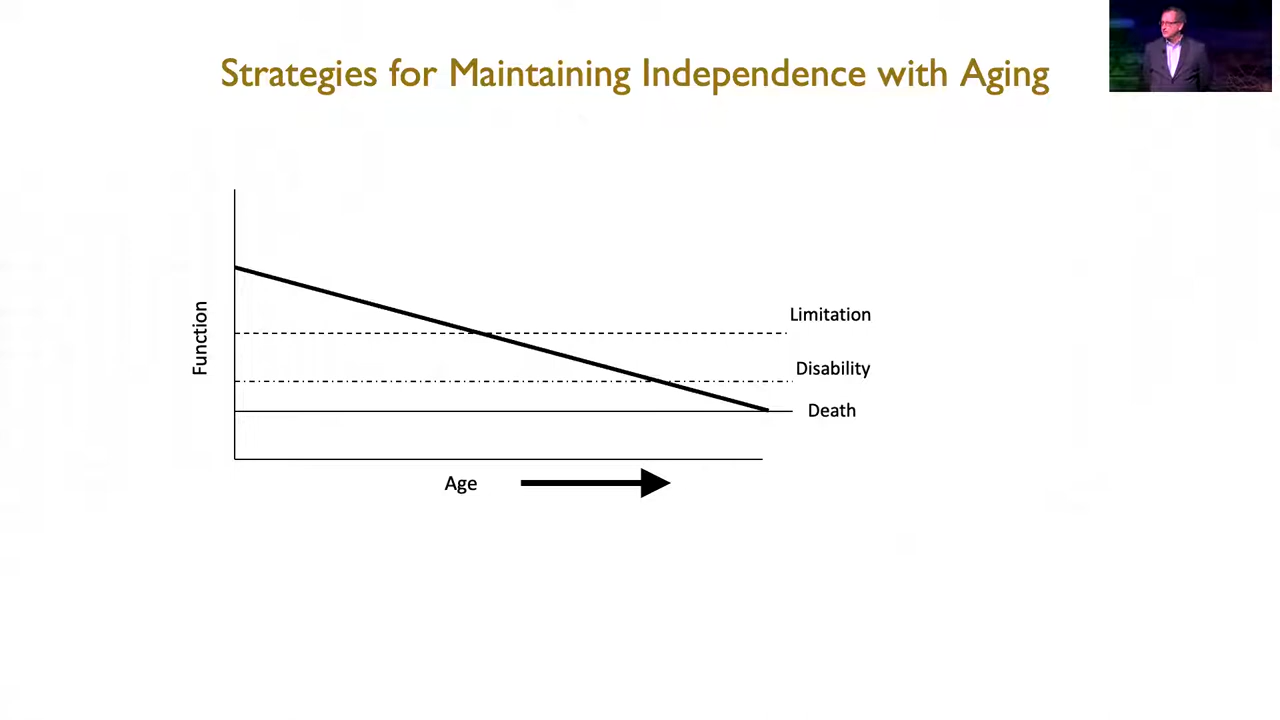 Strategies for Maintaining Independence with Aging
Function
Limitation
Disability
Death
Age